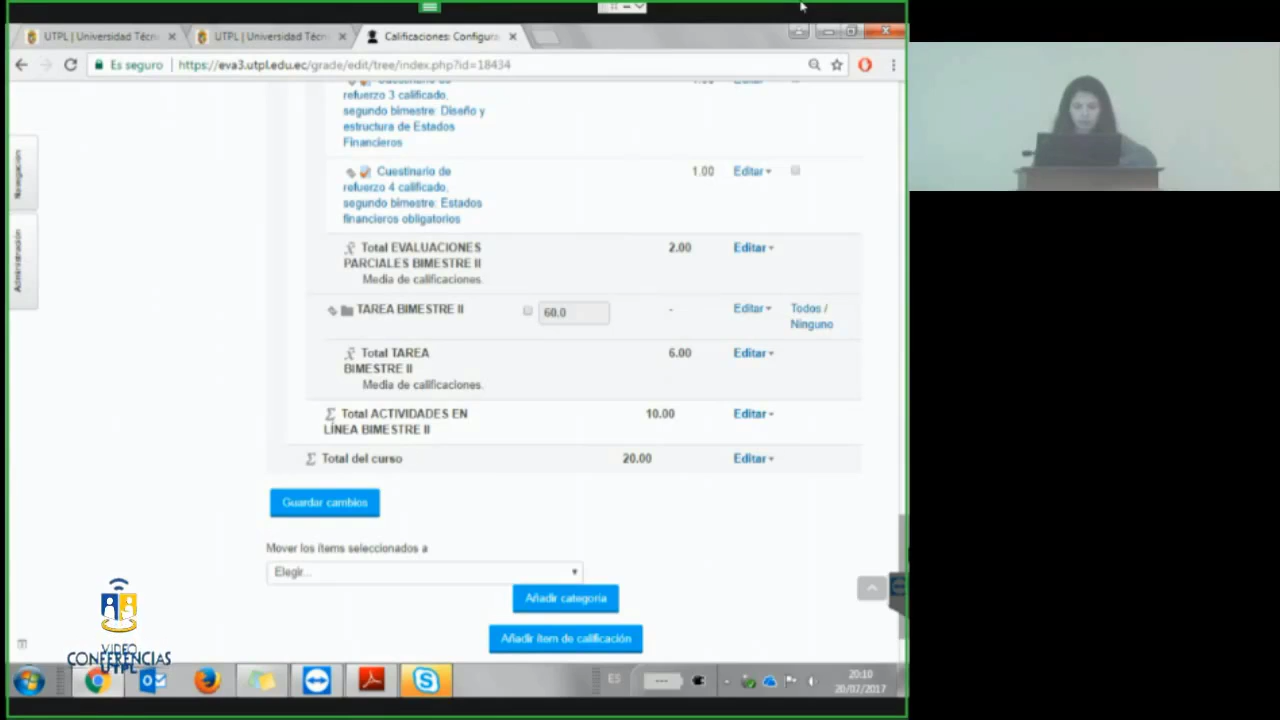 UTPL | Universidad Técni
UTPL | Universidad Técni
Calificaciones: Configura
Es seguro
https://eva3.utpl.edu.ec/grade/edit/tree/index.php?id=18434
Navegación
Administración
refuerzo 3 calificado,
segundo bimestre: Diseño y
estructura de Estados
Financieros
Cuestinario de
refuerzo 4 calificado,
segundo bimestre: Estados
financieros obligatorios
1.00
Editar
Total EVALUACIONES
PARCIALES BIMESTRE II
Media de calificaciones.
2.00
Editar
TAREA BIMESTRE II
60.0
-
Editar
Todos /
Ninguno
Total TAREA
BIMESTRE II
Media de calificaciones.
6.00
Editar
Total ACTIVIDADES EN
LÍNEA BIMESTRE II
10.00
Editar
Total del curso
20.00
Editar
Guardar cambios
Mover los ítems seleccionados a
Elegir...
Añadir categoría
Añadir ítem de calificación
VIDEO
CONFERENCIAS
UTPL
ES
20:10
20/07/2017